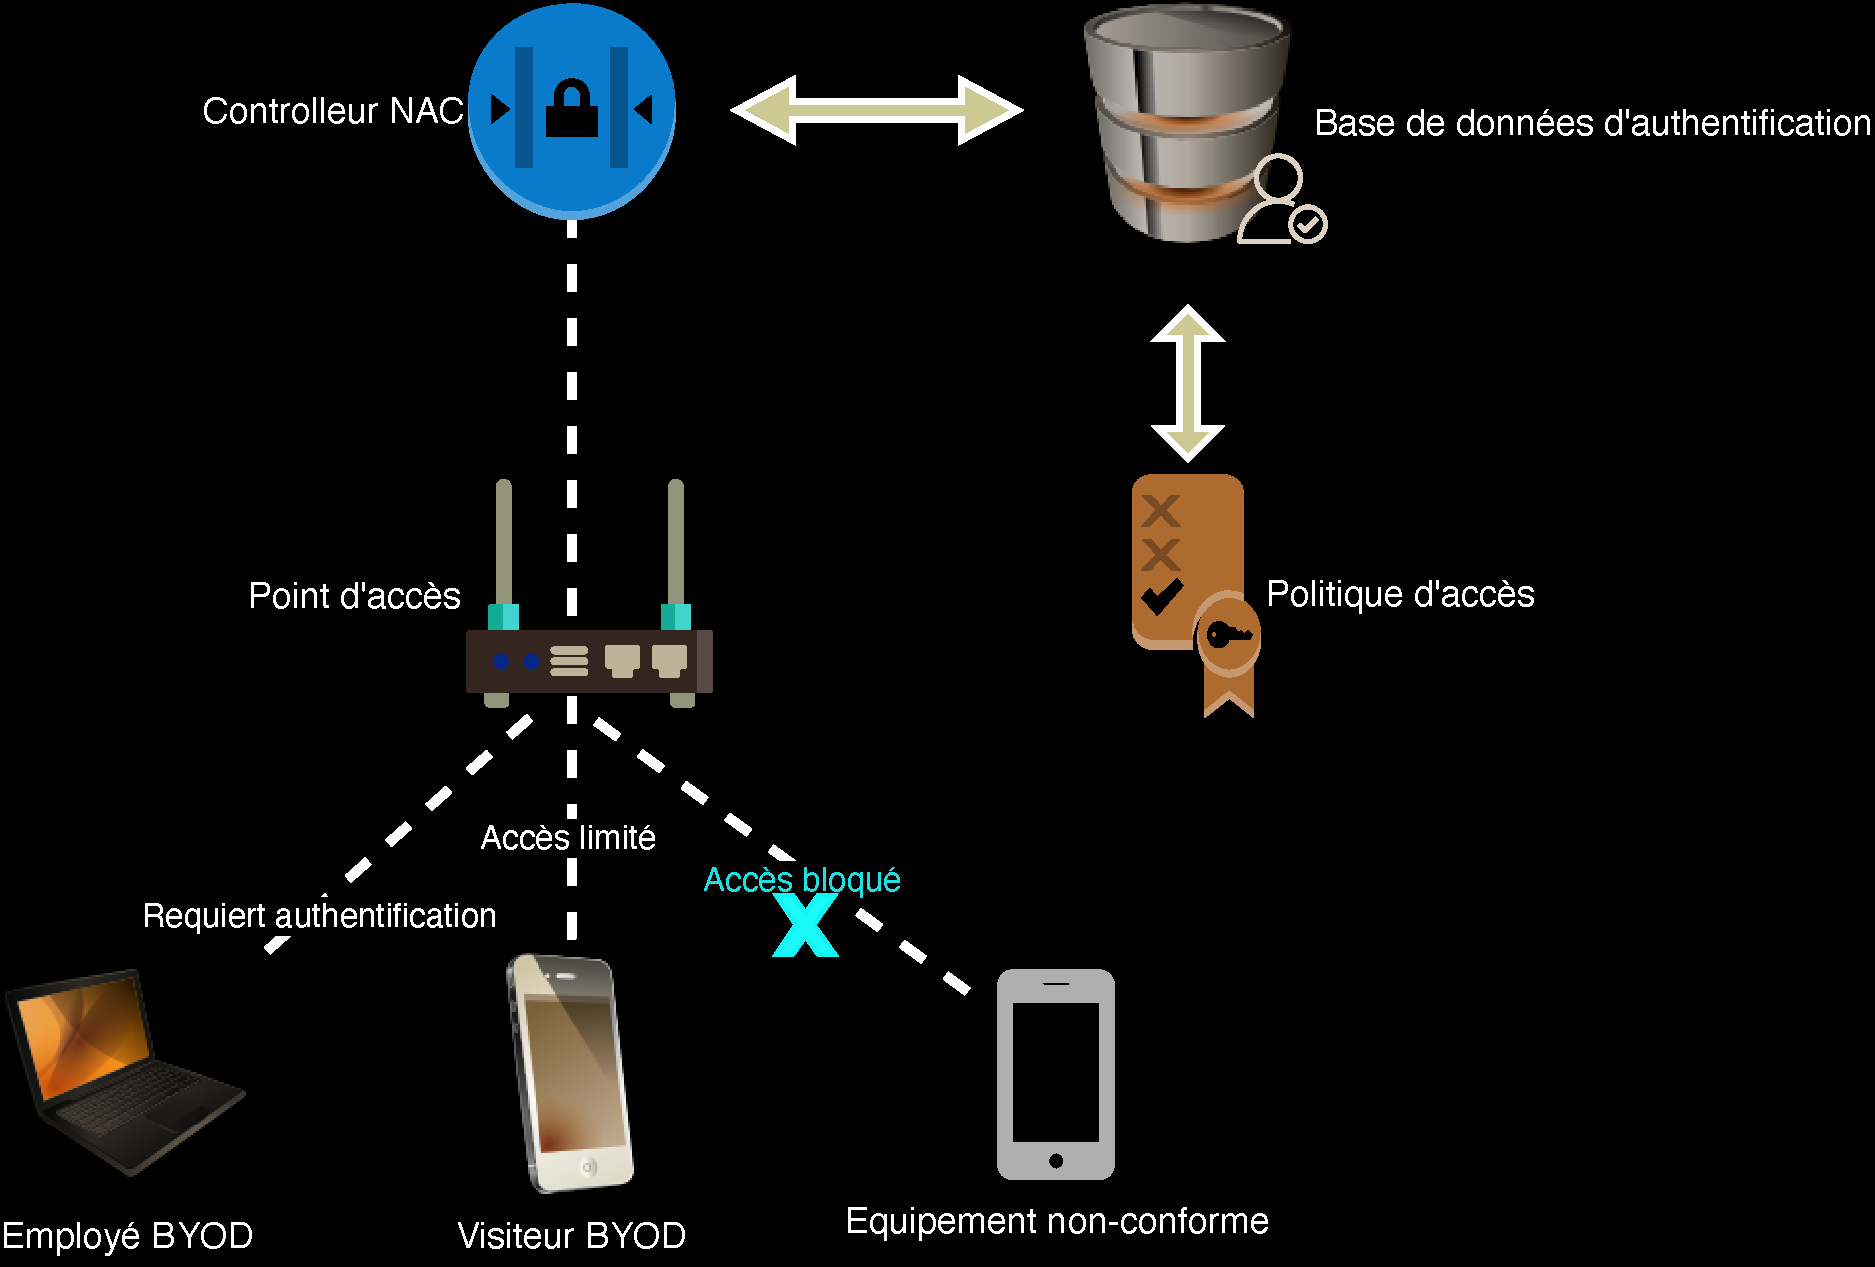 Controlleur NAC
Base de données d'authentification
Point d'accès
Politique d'accès
Accès limité
Accès bloqué
X
Requiert authentification
Employé BYOD
Visiteur BYOD
Equipement non-conforme